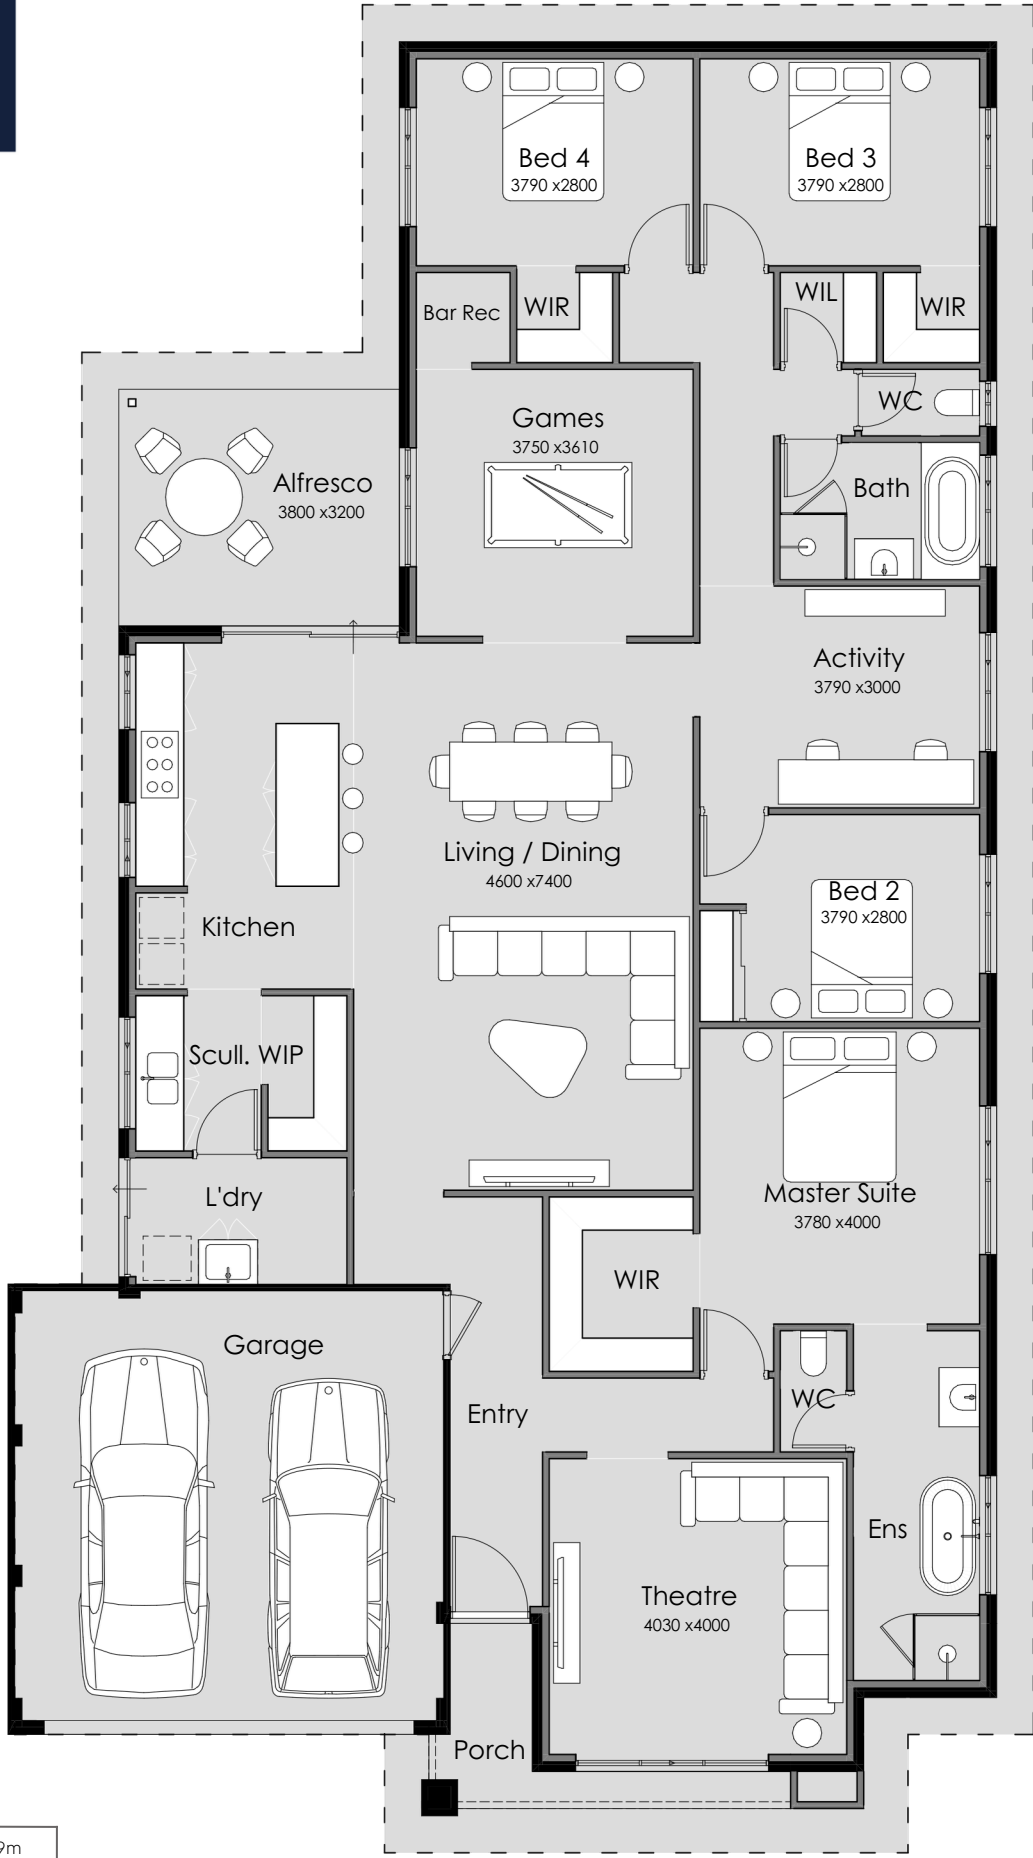 Bed 4
3790 x2800
Bed 3
3790 x2800
Bar Rec
WIR
WIL
WIR
WC
Games
3750 x3610
Alfresco
3800 x3200
Bath
Activity
3790 x3000
Living / Dining
4600 x7400
Bed 2
3790 x2800
Kitchen
Scull. WIP
L'dry
Master Suite
3780 x4000
WIR
Garage
WC
Entry
Ens
Theatre
4030 x4000
Porch